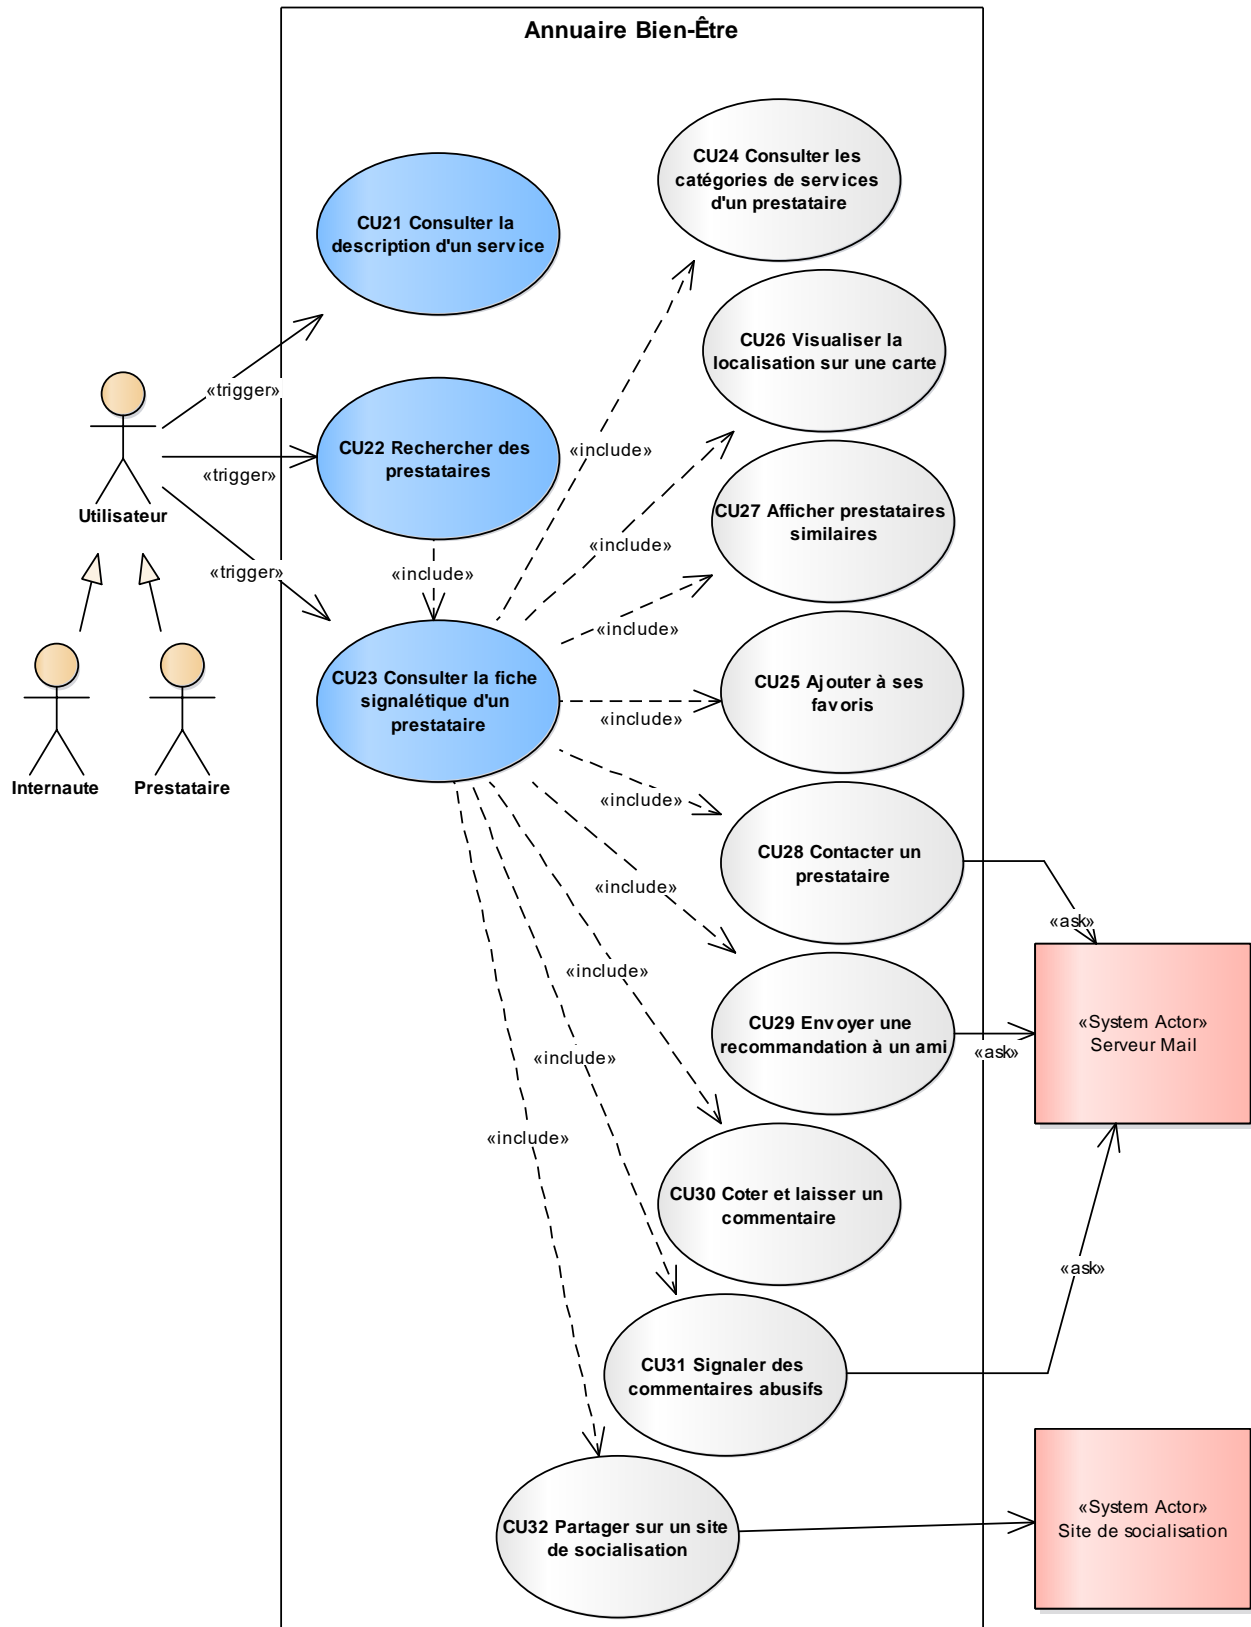 Annuaire Bien-Être
CU24 Consulter les
catégories de services
d'un prestataire
CU21 Consulter la
description d'un service
CU26 Visualiser la
localisation sur une carte
«trigger»
CU22 Rechercher des
prestataires
«include»
«trigger»
CU27 Afficher prestataires
similaires
Utilisateur
«include»
«trigger»
«include»
«include»
CU23 Consulter la fiche
signalétique d'un
prestataire
CU25 Ajouter à ses
favoris
«include»
Internaute
Prestataire
«include»
CU28 Contacter un
prestataire
«include»
«ask»
«include»
CU29 Envoyer une
recommandation à un ami
«ask»
«System Actor»
Serveur Mail
«include»
«include»
CU30 Coter et laisser un
commentaire
«ask»
CU31 Signaler des
commentaires abusifs
CU32 Partager sur un site
de socialisation
«System Actor»
Site de socialisation